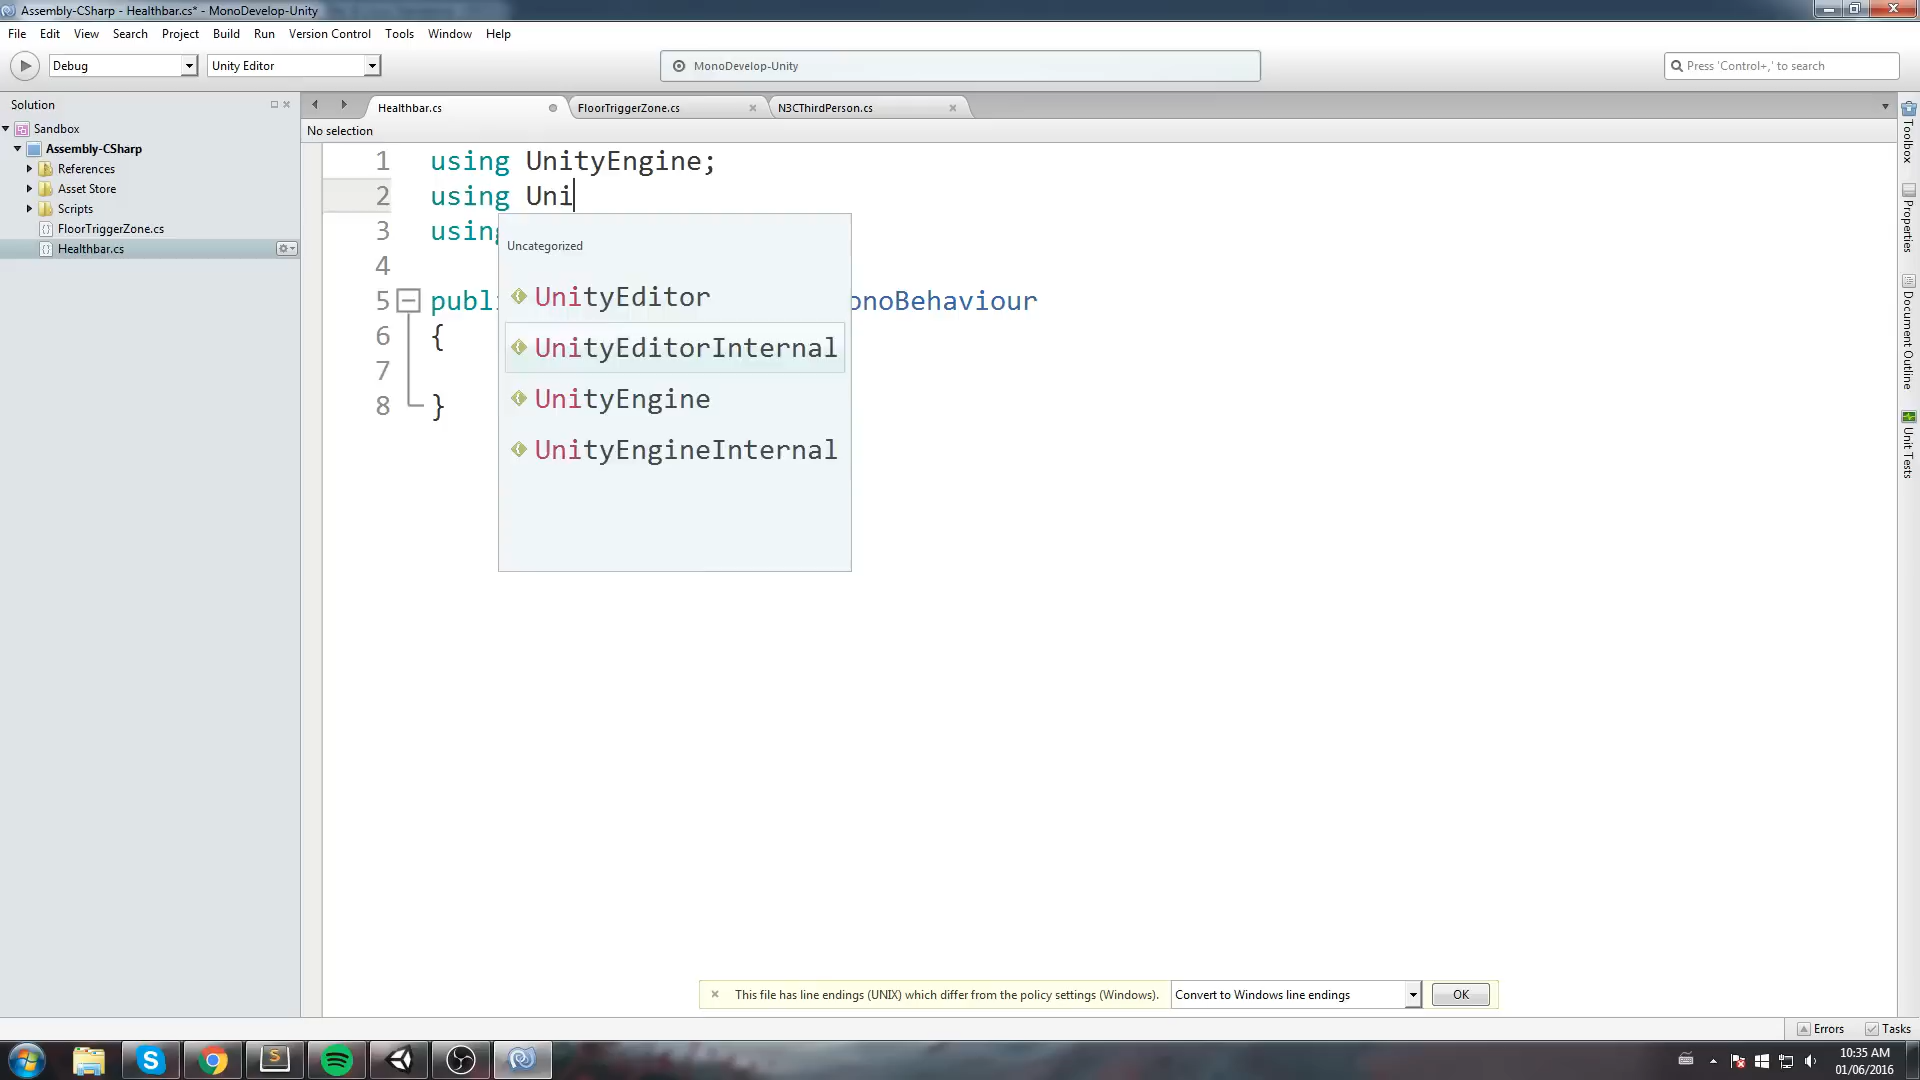 Assembly-CSharp - Healthbar.cs* - MonoDevelop-Unity
File Edit View Search Project Build Run Version Control Tools Window Help
Debug Unity Editor MonoDevelop-Unity Press 'Control+,' to search
Solution
Sandbox
Assembly-CSharp
References
Asset Store
Scripts
FloorTriggerZone.cs
Healthbar.cs
Healthbar.cs FloorTriggerZone.cs N3CThirdPerson.cs
No selection
1 using UnityEngine;
2 using Uni
3 using
4
5 publi onoBehaviour
6 {
7
8 }
Uncategorized
UnityEditor
UnityEditorInternal
UnityEngine
UnityEngineInternal
Toolbox
Properties
Document Outline
Unit Tests
This file has line endings (UNIX) which differ from the policy settings (Windows). Convert to Windows line endings OK
Errors Tasks
10:35 AM
01/06/2016